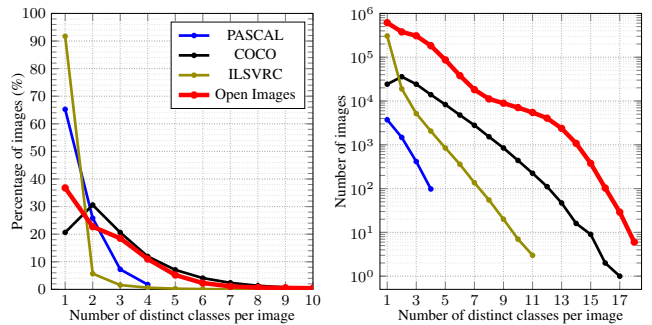 Percentage of images (%)
100
90
80
70
60
50
40
30
20
10
0
1 2 3 4 5 6 7 8 9 10
Number of distinct classes per image
PASCAL
COCO
ILSVRC
Open Images
Number of images
10^6
10^5
10^4
10^3
10^2
10^1
10^0
1 3 5 7 9 11 13 15 17
Number of distinct classes per image